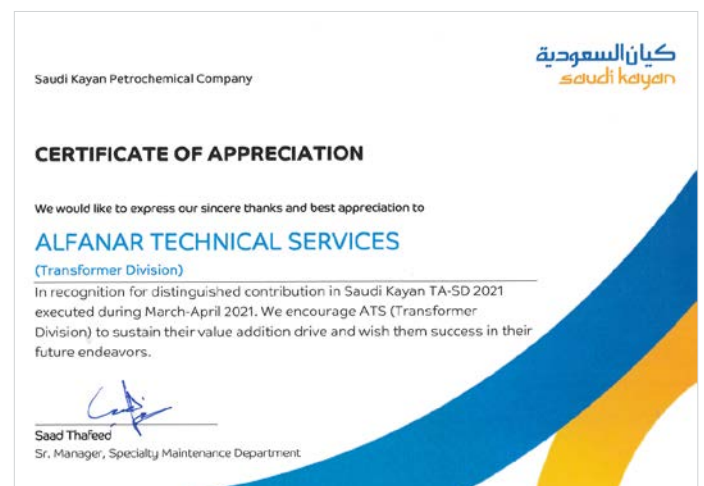 كيان السعودية
saudi kayan
Saudi Kayan Petrochemical Company
CERTIFICATE OF APPRECIATION
We would like to express our sincere thanks and best appreciation to
ALFANAR TECHNICAL SERVICES
(Transformer Division)
In recognition for distinguished contribution in Saudi Kayan TA-SD 2021
executed during March-April 2021. We encourage ATS (Transformer
Division) to sustain their value addition drive and wish them success in their
future endeavors.
Saad Thafeed
Sr. Manager, Specialty Maintenance Department